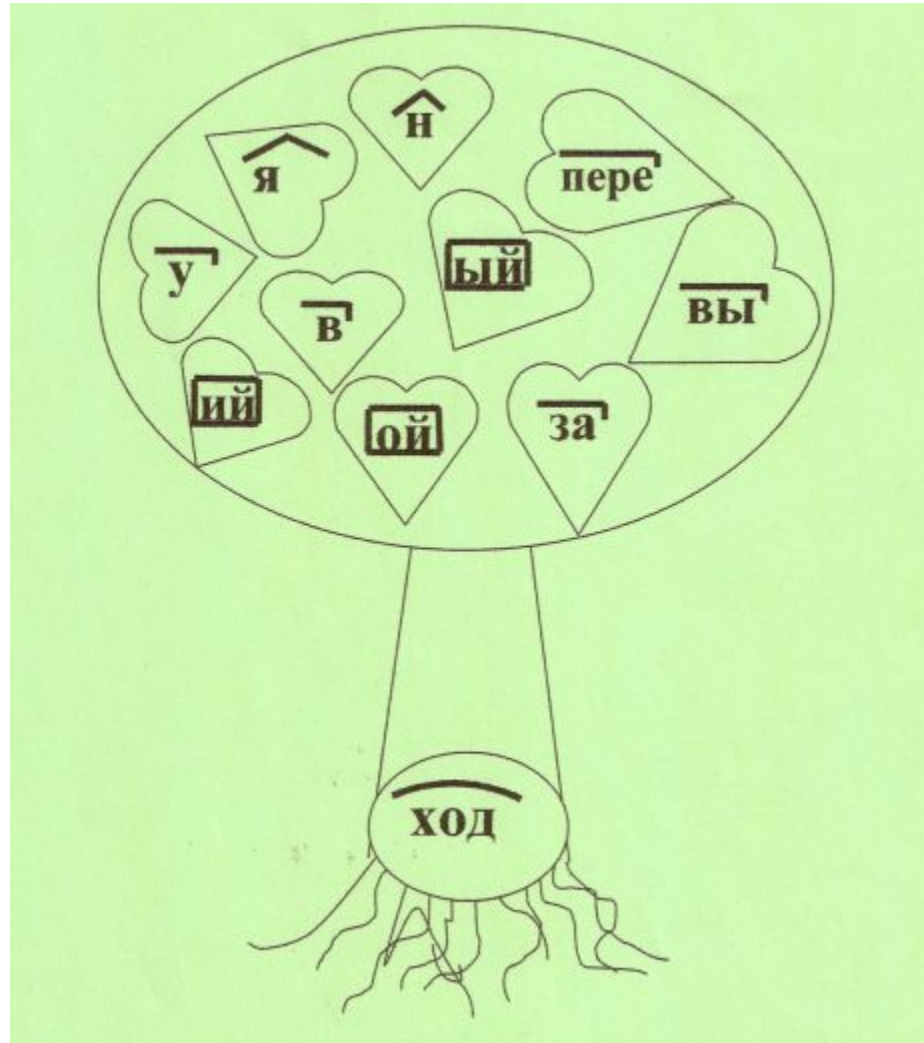 н
я
пере
у
ый
вы
в
ий
ой
за
ход